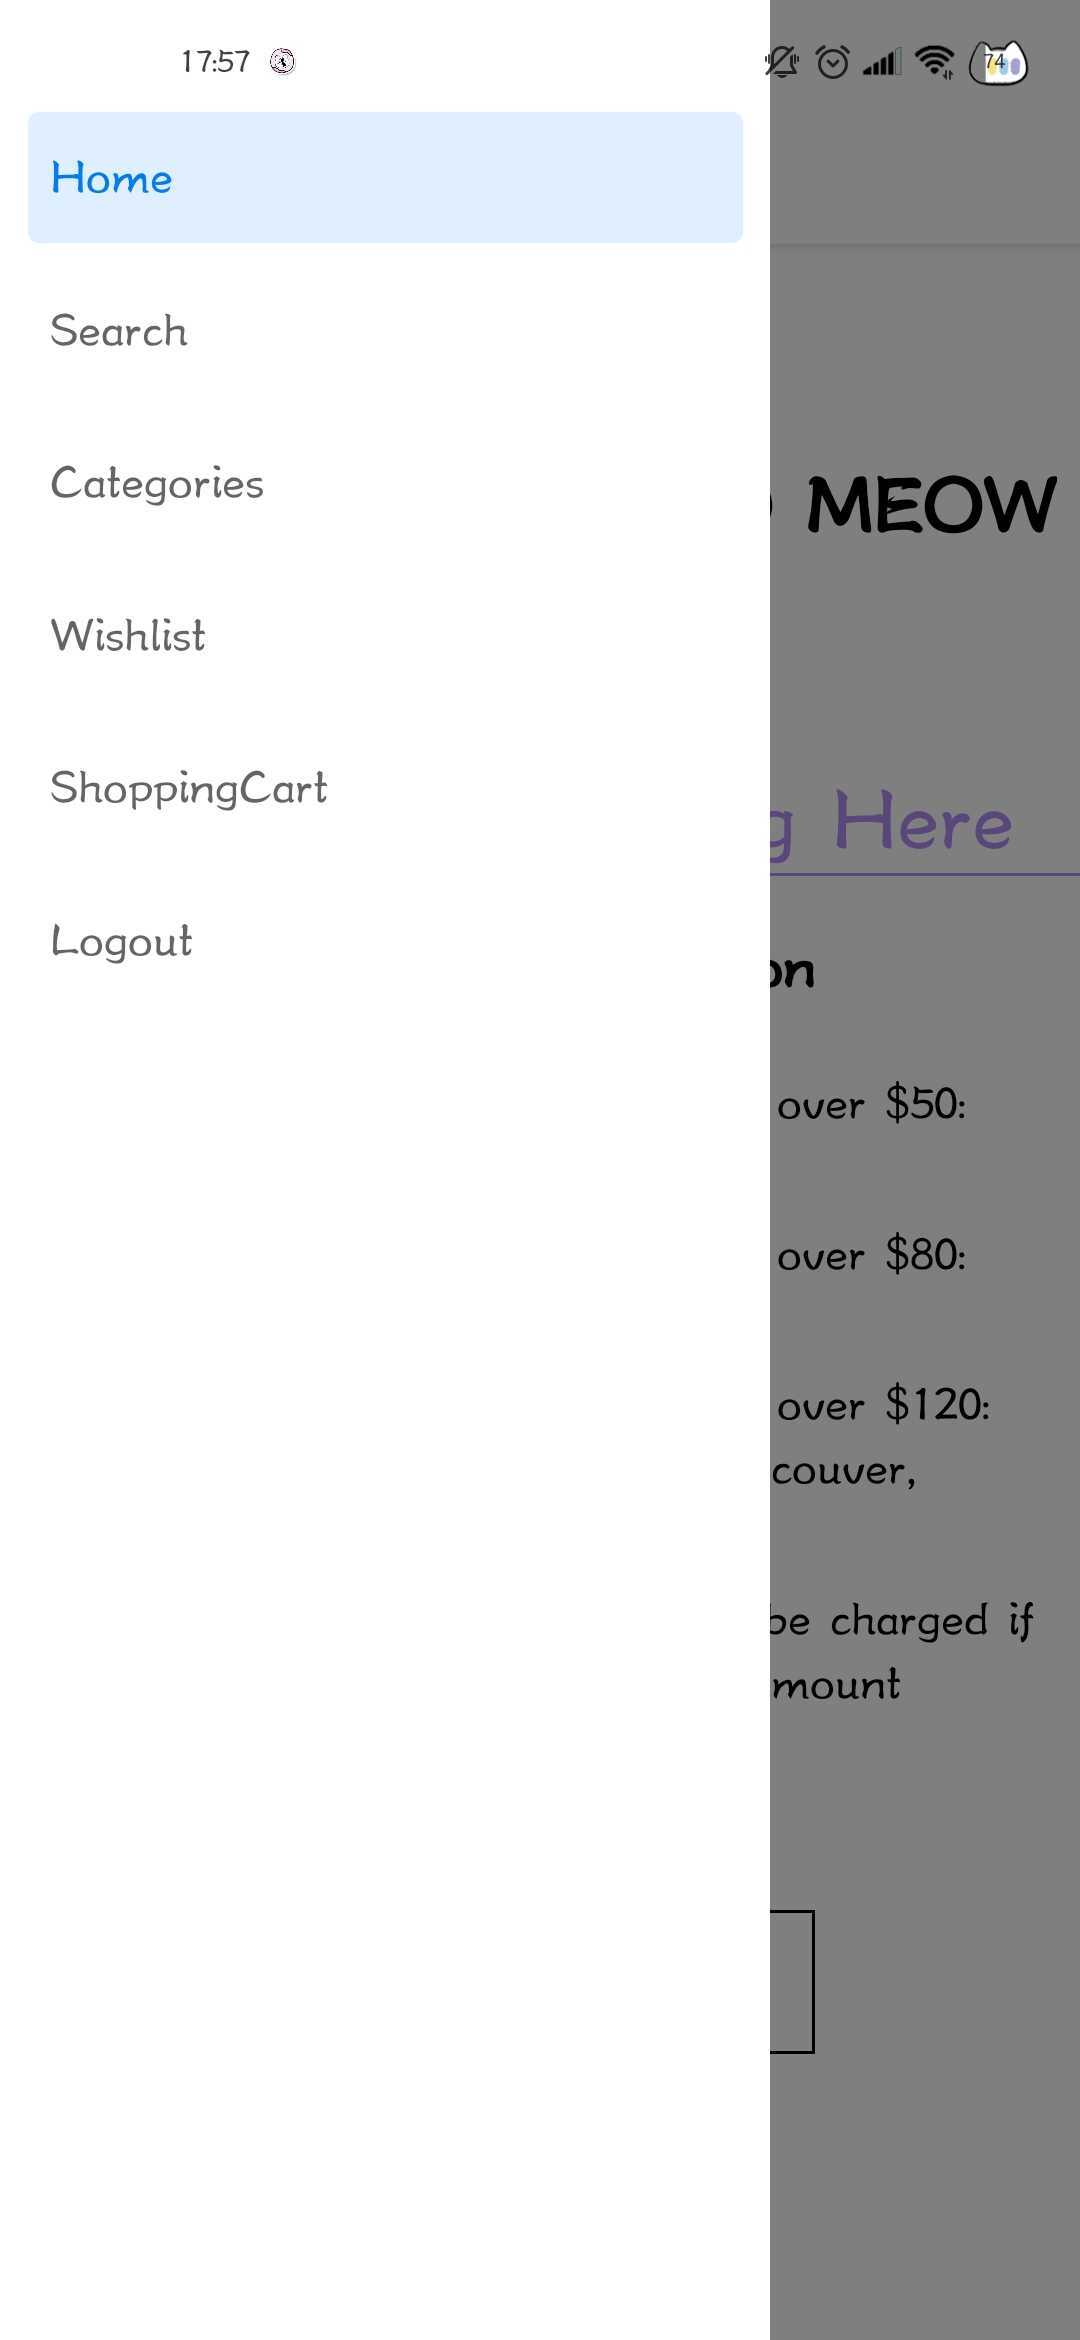 17:57
74
Home
Search
Categories
Wishlist
ShoppingCart
Logout
MEOW
Here
over $50:
over $80:
over $120:
couver,
be charged if
mount